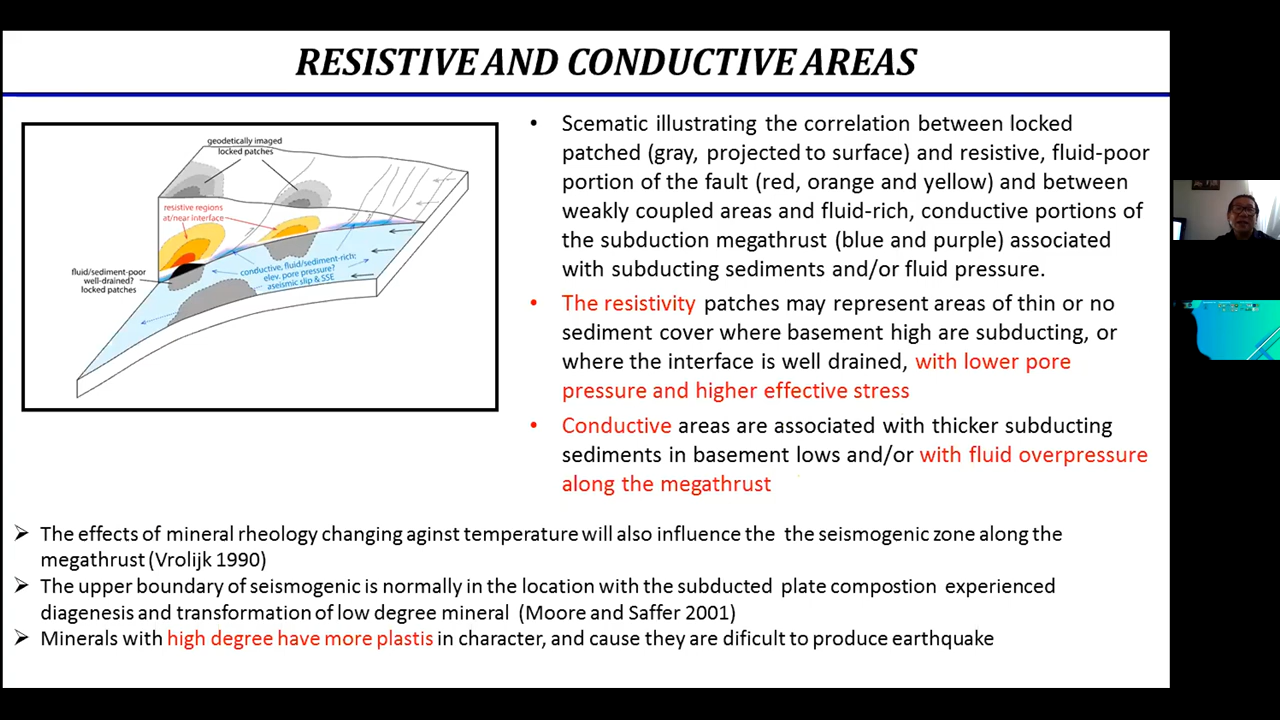 RESISTIVE AND CONDUCTIVE AREAS
geodetically imaged
locked patches
resistive regions
at/near interface
fluid/sediment-poor
well-drained?
locked patches
conductive, fluid/sediment-rich;
elev. pore pressure?
aseismic slip & SSE
• Scematic illustrating the correlation between locked
patched (gray, projected to surface) and resistive, fluid-poor
portion of the fault (red, orange and yellow) and between
weakly coupled areas and fluid-rich, conductive portions of
the subduction megathrust (blue and purple) associated
with subducting sediments and/or fluid pressure.
• The resistivity patches may represent areas of thin or no
sediment cover where basement high are subducting, or
where the interface is well drained, with lower pore
pressure and higher effective stress
• Conductive areas are associated with thicker subducting
sediments in basement lows and/or with fluid overpressure
along the megathrust
➢ The effects of mineral rheology changing aginst temperature will also influence the the seismogenic zone along the
megathrust (Vrolijk 1990)
➢ The upper boundary of seismogenic is normally in the location with the subducted plate compostion experienced
diagenesis and transformation of low degree mineral (Moore and Saffer 2001)
➢ Minerals with high degree have more plastis in character, and cause they are dificult to produce earthquake